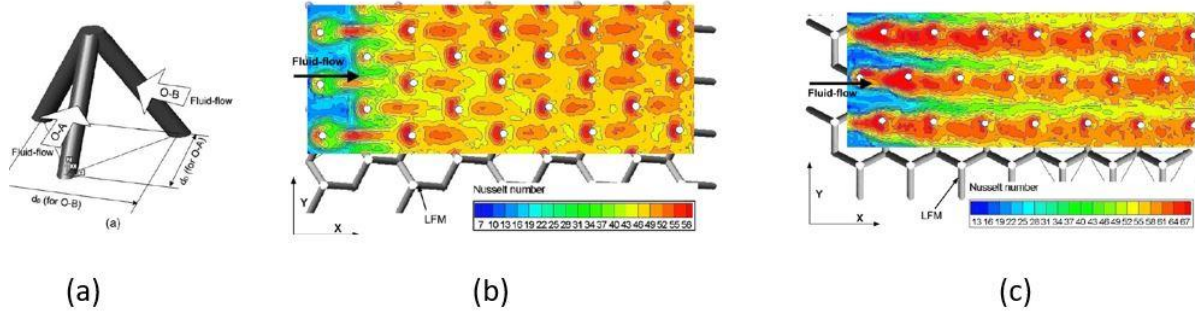 O-B
Fluid-flow
O-A
Fluid-flow
dₚ (for O-A)
dₚ (for O-B)
(a)
Fluid-flow
Y
X
LFM
Nusselt number
7 10 13 16 19 22 25 28 31 34 37 40 43 46 49 52 55 58
Fluid-flow
Y
X
LFM
Nusselt number
13 16 19 22 25 28 31 34 37 40 43 46 49 52 55 58 61 64 67
(a)
(b)
(c)